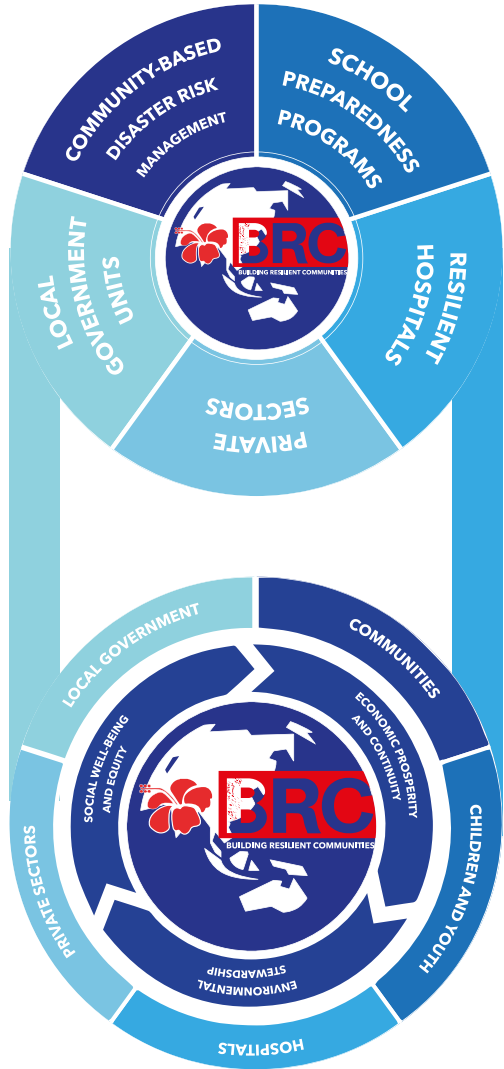 COMMUNITY-BASED
DISASTER RISK
MANAGEMENT
SCHOOL
PREPAREDNESS
PROGRAMS
RESILIENT
HOSPITALS
PRIVATE
SECTORS
LOCAL
GOVERNMENT
UNITS
BRC
BUILDING RESILIENT COMMUNITIES
LOCAL GOVERNMENT
COMMUNITIES
CHILDREN AND YOUTH
HOSPITALS
PRIVATE SECTORS
SOCIAL WELL-BEING
AND EQUITY
ECONOMIC PROSPERITY
AND CONTINUITY
ENVIRONMENTAL
STEWARDSHIP
BRC
BUILDING RESILIENT COMMUNITIES